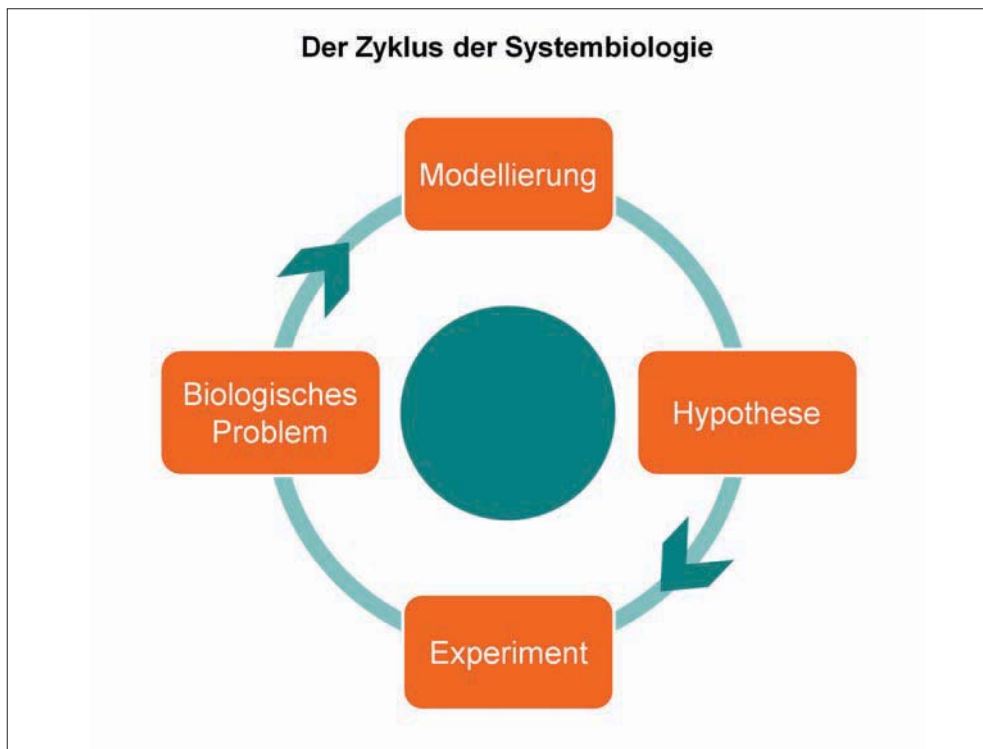 Der Zyklus der Systembiologie
Modellierung
Biologisches
Problem
Hypothese
Experiment